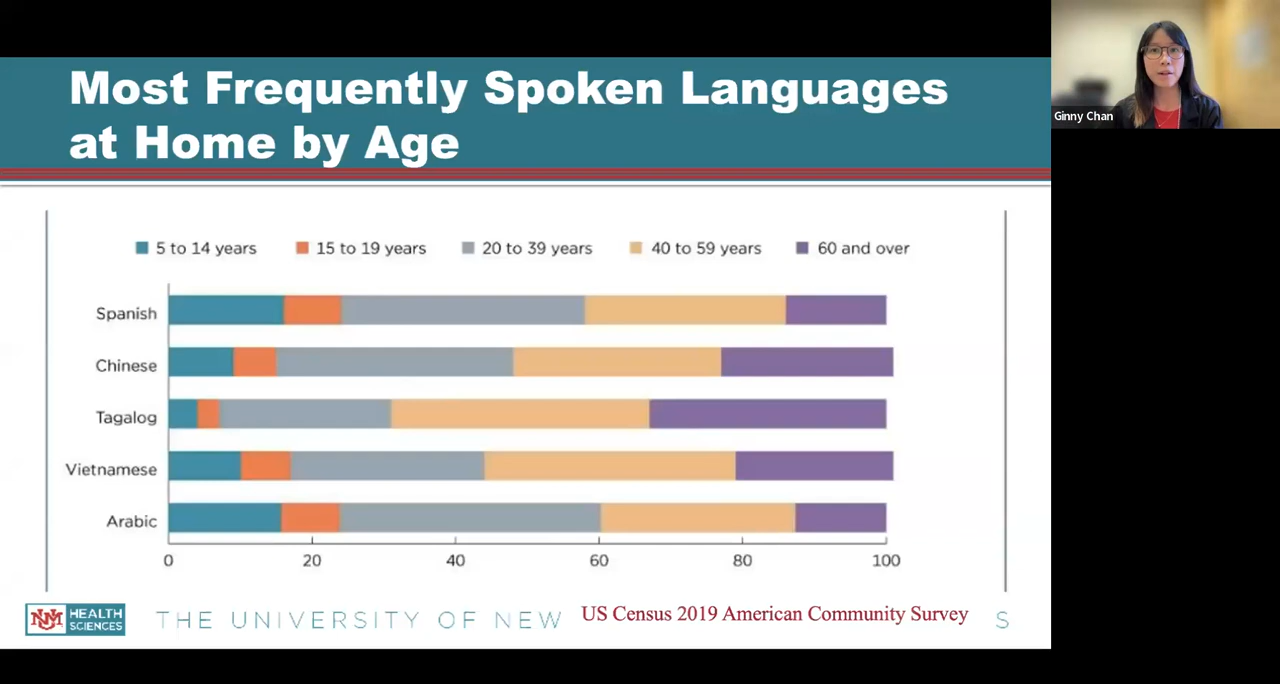 Most Frequently Spoken Languages
at Home by Age
Ginny Chan
5 to 14 years 15 to 19 years 20 to 39 years 40 to 59 years 60 and over
Spanish
Chinese
Tagalog
Vietnamese
Arabic
0 20 40 60 80 100
UNM HEALTH
SCIENCES
THE UNIVERSITY OF NEW
US Census 2019 American Community Survey
S